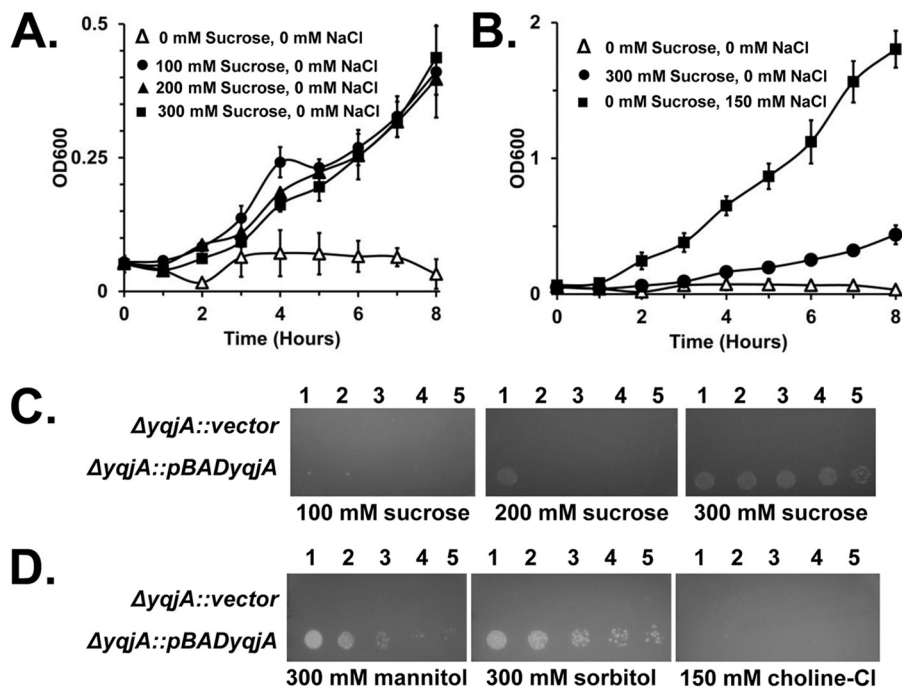 A.
0.5
0.25
0
OD600
△ 0 mM Sucrose, 0 mM NaCl
● 100 mM Sucrose, 0 mM NaCl
▲ 200 mM Sucrose, 0 mM NaCl
■ 300 mM Sucrose, 0 mM NaCl
0 2 4 6 8
Time (Hours)
B.
2
1
0
OD600
△ 0 mM Sucrose, 0 mM NaCl
● 300 mM Sucrose, 0 mM NaCl
■ 0 mM Sucrose, 150 mM NaCl
0 2 4 6 8
Time (Hours)
C.
1 2 3 4 5 1 2 3 4 5 1 2 3 4 5
ΔyqjA::vector
ΔyqjA::pBADyqjA
100 mM sucrose 200 mM sucrose 300 mM sucrose
D.
1 2 3 4 5 1 2 3 4 5 1 2 3 4 5
ΔyqjA::vector
ΔyqjA::pBADyqjA
300 mM mannitol 300 mM sorbitol 150 mM choline-Cl